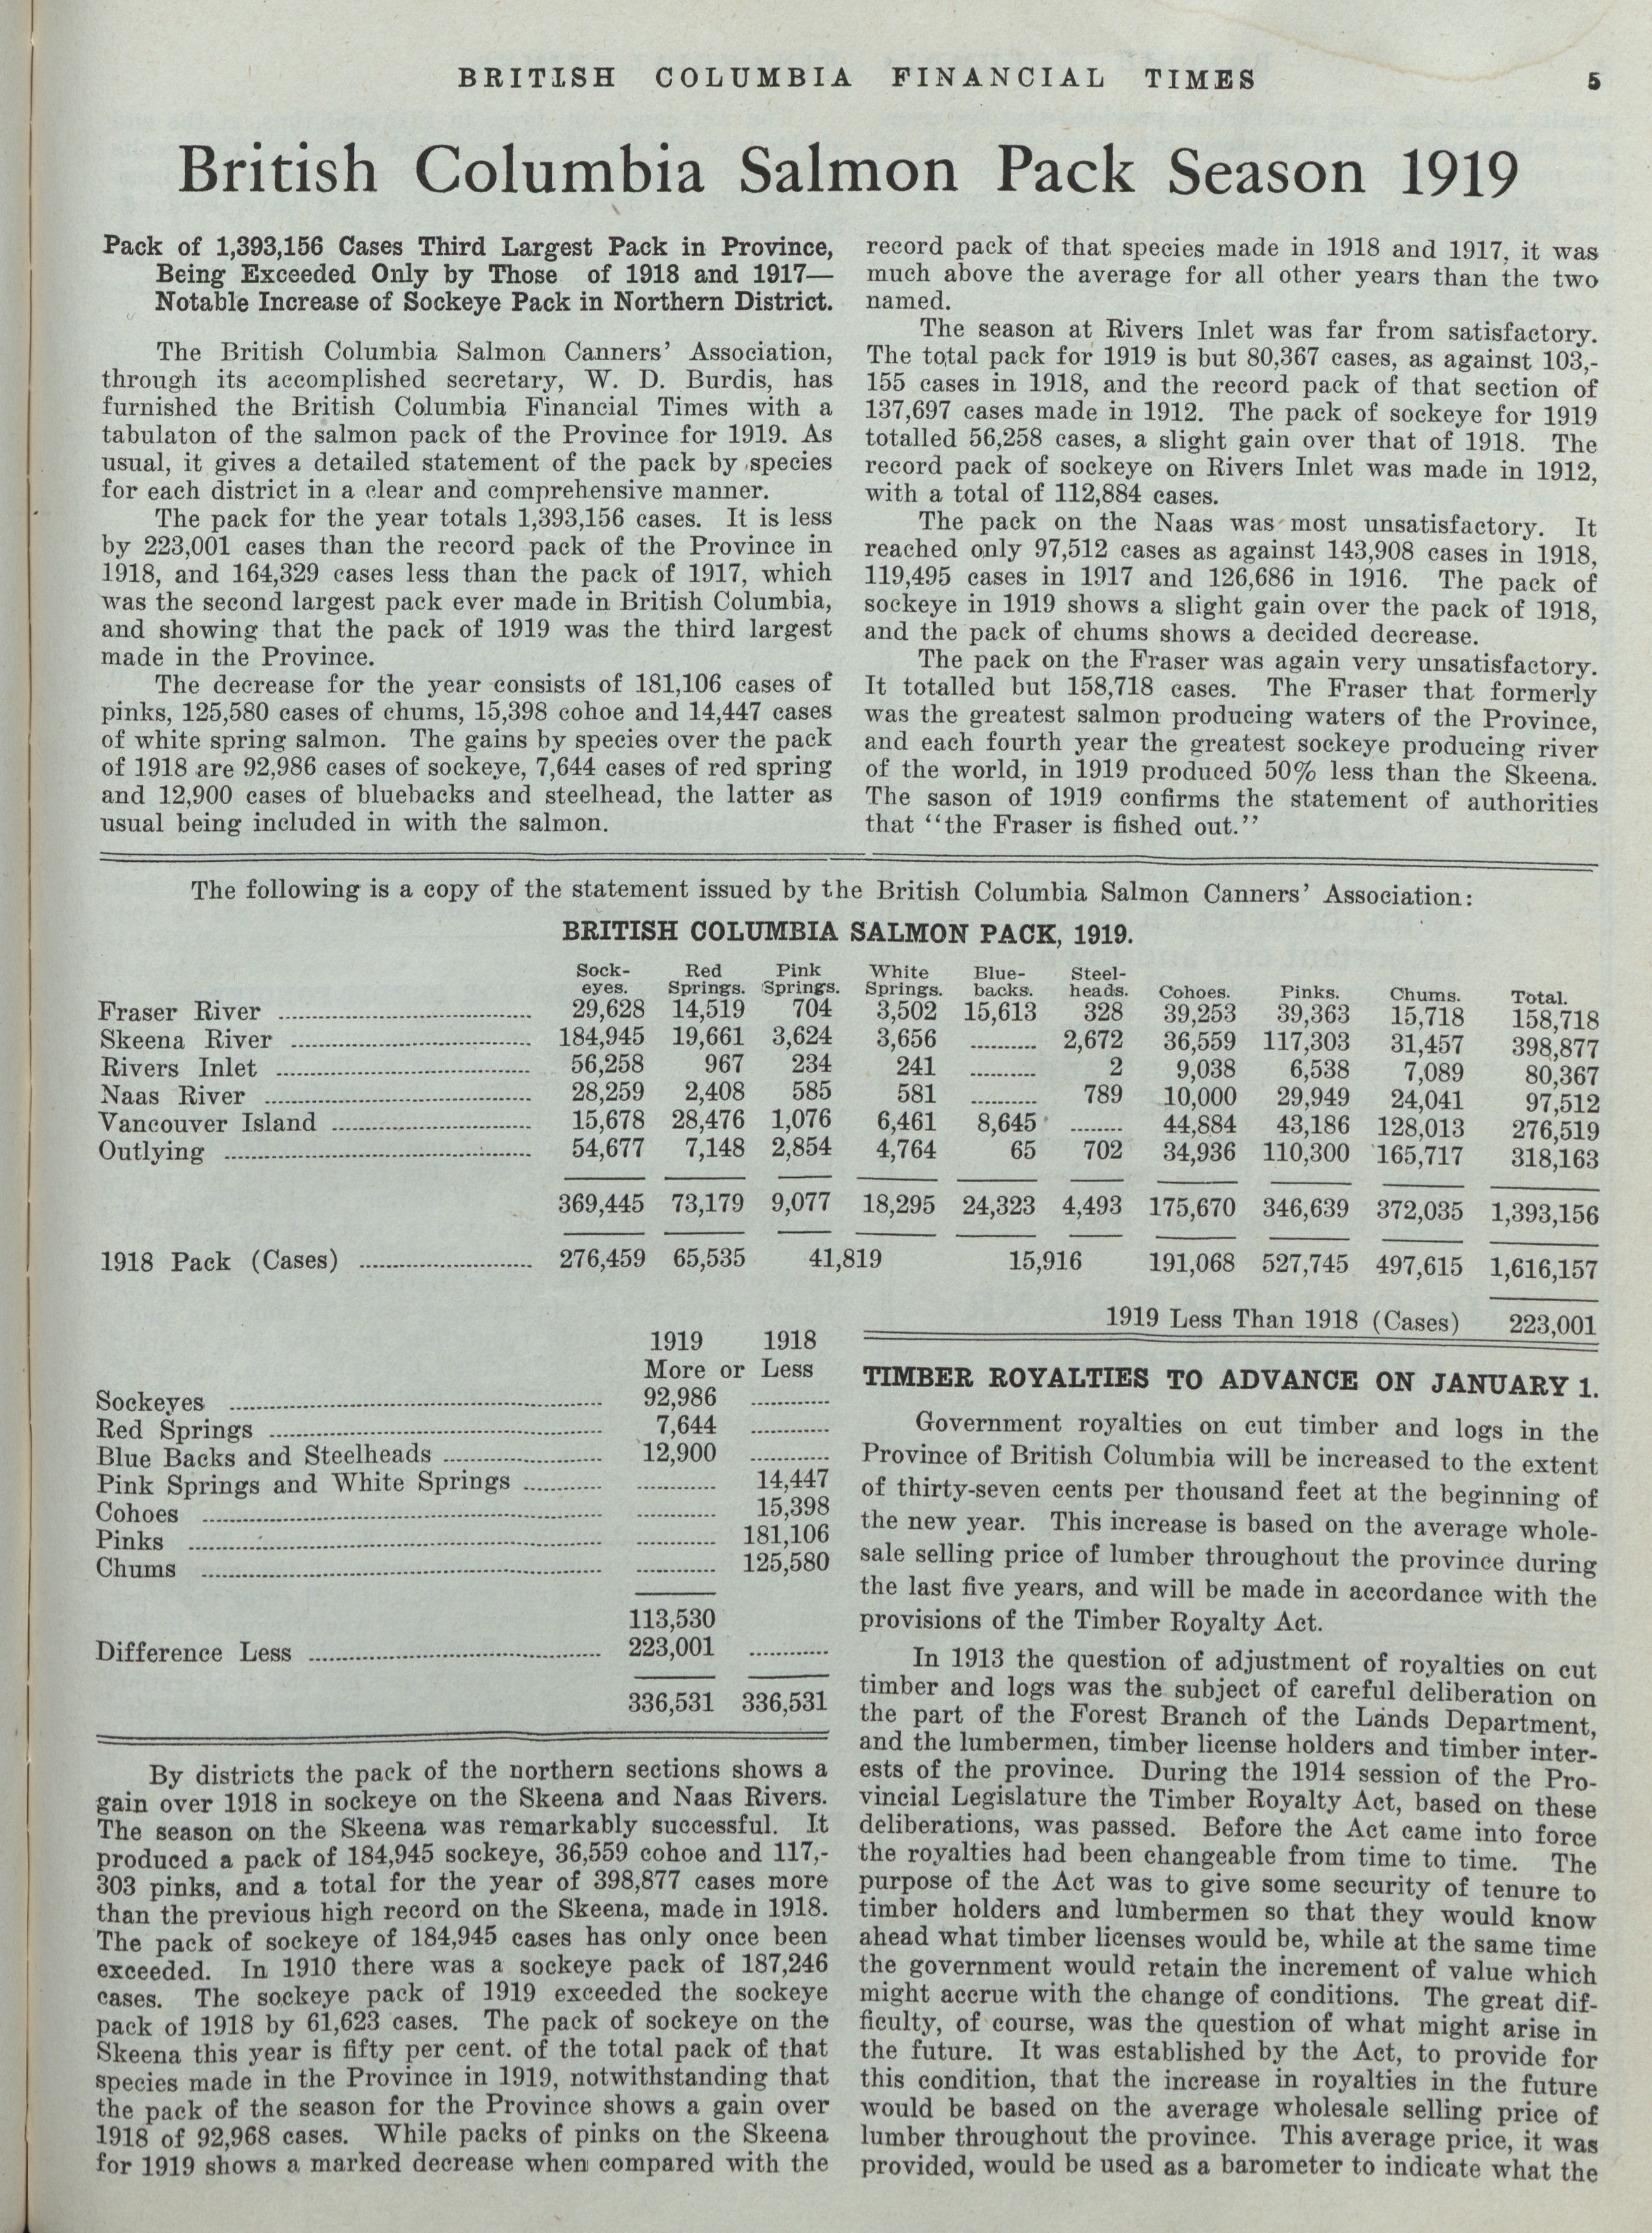 BRITISH COLUMBIA FINANCIAL TIMES 5
British Columbia Salmon Pack Season 1919
Pack of 1,393,156 Cases Third Largest Pack in Province,
Being Exceeded Only by Those of 1918 and 1917—
Notable Increase of Sockeye Pack in Northern District.
The British Columbia Salmon Canners' Association,
through its accomplished secretary, W. D. Burdis, has
furnished the British Columbia Financial Times with a
tabulaton of the salmon pack of the Province for 1919. As
usual, it gives a detailed statement of the pack by species
for each district in a clear and comprehensive manner.
The pack for the year totals 1,393,156 cases. It is less
by 223,001 cases than the record pack of the Province in
1918, and 164,329 cases less than the pack of 1917, which
was the second largest pack ever made in British Columbia,
and showing that the pack of 1919 was the third largest
made in the Province.
The decrease for the year consists of 181,106 cases of
pinks, 125,580 cases of chums, 15,398 cohoe and 14,447 cases
of white spring salmon. The gains by species over the pack
of 1918 are 92,986 cases of sockeye, 7,644 cases of red spring
and 12,900 cases of bluebacks and steelhead, the latter as
usual being included in with the salmon.
record pack of that species made in 1918 and 1917, it was
much above the average for all other years than the two
named.
The season at Rivers Inlet was far from satisfactory.
The total pack for 1919 is but 80,367 cases, as against 103,-
155 cases in 1918, and the record pack of that section of
137,697 cases made in 1912. The pack of sockeye for 1919
totalled 56,258 cases, a slight gain over that of 1918. The
record pack of sockeye on Rivers Inlet was made in 1912,
with a total of 112,884 cases.
The pack on the Naas was most unsatisfactory. It
reached only 97,512 cases as against 143,908 cases in 1918,
119,495 cases in 1917 and 126,686 in 1916. The pack of
sockeye in 1919 shows a slight gain over the pack of 1918,
and the pack of chums shows a decided decrease.
The pack on the Fraser was again very unsatisfactory.
It totalled but 158,718 cases. The Fraser that formerly
was the greatest salmon producing waters of the Province,
and each fourth year the greatest sockeye producing river
of the world, in 1919 produced 50% less than the Skeena.
The sason of 1919 confirms the statement of authorities
that "the Fraser is fished out."
The following is a copy of the statement issued by the British Columbia Salmon Canners' Association:
BRITISH COLUMBIA SALMON PACK, 1919.
Sock- Red Pink White Blue- Steel-
eyes. Springs. Springs. Springs. backs. heads. Cohoes. Pinks. Chums. Total.
Fraser River 29,628 14,519 704 3,502 15,613 328 39,253 39,363 15,718 158,718
Skeena River 184,945 19,661 3,624 3,656 .......... 2,672 36,559 117,303 31,457 398,877
Rivers Inlet 56,258 967 234 241 .......... 2 9,038 6,538 7,089 80,367
Naas River 28,259 2,408 585 581 .......... 789 10,000 29,949 24,041 97,512
Vancouver Island 15,678 28,476 1,076 6,461 8,645 ........ 44,884 43,186 128,013 276,519
Outlying 54,677 7,148 2,854 4,764 65 702 34,936 110,300 165,717 318,163
369,445 73,179 9,077 18,295 24,323 4,493 175,670 346,639 372,035 1,393,156
1918 Pack (Cases) 276,459 65,535 41,819 15,916 191,068 527,745 497,615 1,616,157
1919 Less Than 1918 (Cases) 223,001
1919 1918
More or Less
Sockeyes 92,986 ............
Red Springs 7,644 ............
Blue Backs and Steelheads 12,900 ............
Pink Springs and White Springs ............ 14,447
Cohoes ............ 15,398
Pinks ............ 181,106
Chums ............ 125,580
113,530
Difference Less 223,001 ............
336,531 336,531
By districts the pack of the northern sections shows a
gain over 1918 in sockeye on the Skeena and Naas Rivers.
The season on the Skeena was remarkably successful. It
produced a pack of 184,945 sockeye, 36,559 cohoe and 117,-
303 pinks, and a total for the year of 398,877 cases more
than the previous high record on the Skeena, made in 1918.
The pack of sockeye of 184,945 cases has only once been
exceeded. In 1910 there was a sockeye pack of 187,246
cases. The sockeye pack of 1919 exceeded the sockeye
pack of 1918 by 61,623 cases. The pack of sockeye on the
Skeena this year is fifty per cent. of the total pack of that
species made in the Province in 1919, notwithstanding that
the pack of the season for the Province shows a gain over
1918 of 92,968 cases. While packs of pinks on the Skeena
for 1919 shows a marked decrease when compared with the
TIMBER ROYALTIES TO ADVANCE ON JANUARY 1.
Government royalties on cut timber and logs in the
Province of British Columbia will be increased to the extent
of thirty-seven cents per thousand feet at the beginning of
the new year. This increase is based on the average whole-
sale selling price of lumber throughout the province during
the last five years, and will be made in accordance with the
provisions of the Timber Royalty Act.
In 1913 the question of adjustment of royalties on cut
timber and logs was the subject of careful deliberation on
the part of the Forest Branch of the Lands Department,
and the lumbermen, timber license holders and timber inter-
ests of the province. During the 1914 session of the Pro-
vincial Legislature the Timber Royalty Act, based on these
deliberations, was passed. Before the Act came into force
the royalties had been changeable from time to time. The
purpose of the Act was to give some security of tenure to
timber holders and lumbermen so that they would know
ahead what timber licenses would be, while at the same time
the government would retain the increment of value which
might accrue with the change of conditions. The great dif-
ficulty, of course, was the question of what might arise in
the future. It was established by the Act, to provide for
this condition, that the increase in royalties in the future
would be based on the average wholesale selling price of
lumber throughout the province. This average price, it was
provided, would be used as a barometer to indicate what the